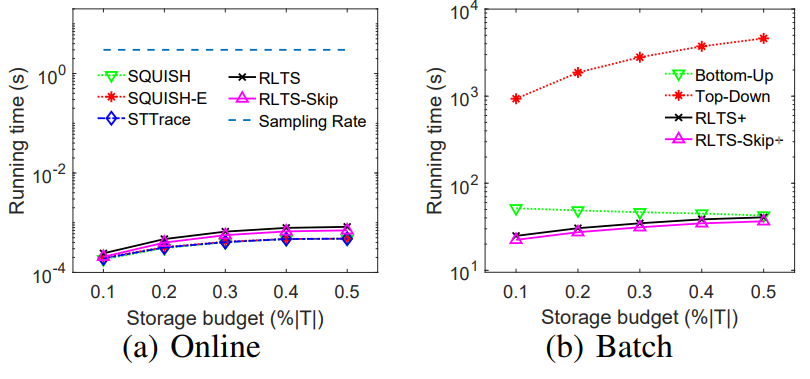 Running time (s)
10^0
10^-2
10^-4
SQUISH
SQUISH-E
STTrace
RLTS
RLTS-Skip
Sampling Rate
0.1 0.2 0.3 0.4 0.5
Storage budget (%|T|)
(a) Online
Running time (s)
10^4
10^3
10^2
10^1
Bottom-Up
Top-Down
RLTS+
RLTS-Skip+
0.1 0.2 0.3 0.4 0.5
Storage budget (%|T|)
(b) Batch